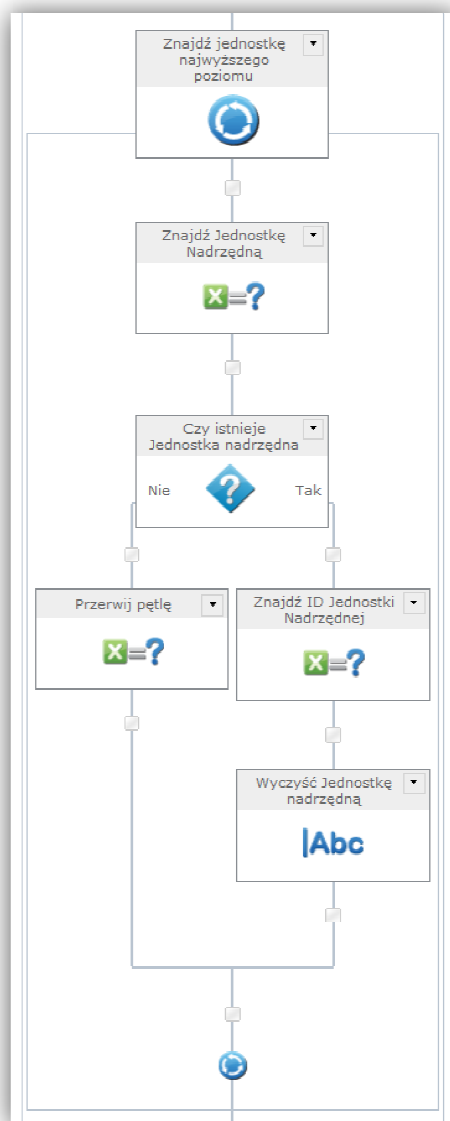 Znajdź jednostkę
najwyższego
poziomu
Znajdź Jednostkę
Nadrzędną
X=?
Czy istnieje
Jednostka nadrzędna
Nie
?
Tak
Przerwij pętlę
X=?
Znajdź ID Jednostki
Nadrzędnej
X=?
Wyczyść Jednostkę
nadrzędną
|Abc